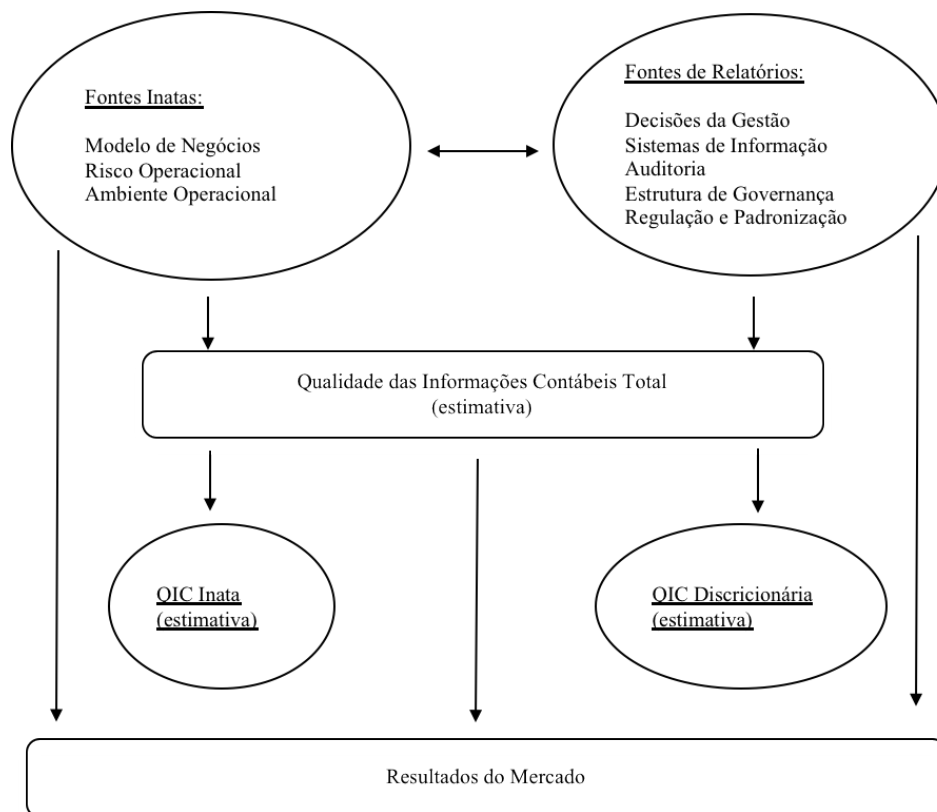 Fontes Inatas:
Modelo de Negócios
Risco Operacional
Ambiente Operacional
Fontes de Relatórios:
Decisões da Gestão
Sistemas de Informação
Auditoria
Estrutura de Governança
Regulação e Padronização
Qualidade das Informações Contábeis Total
(estimativa)
QIC Inata
(estimativa)
QIC Discricionária
(estimativa)
Resultados do Mercado